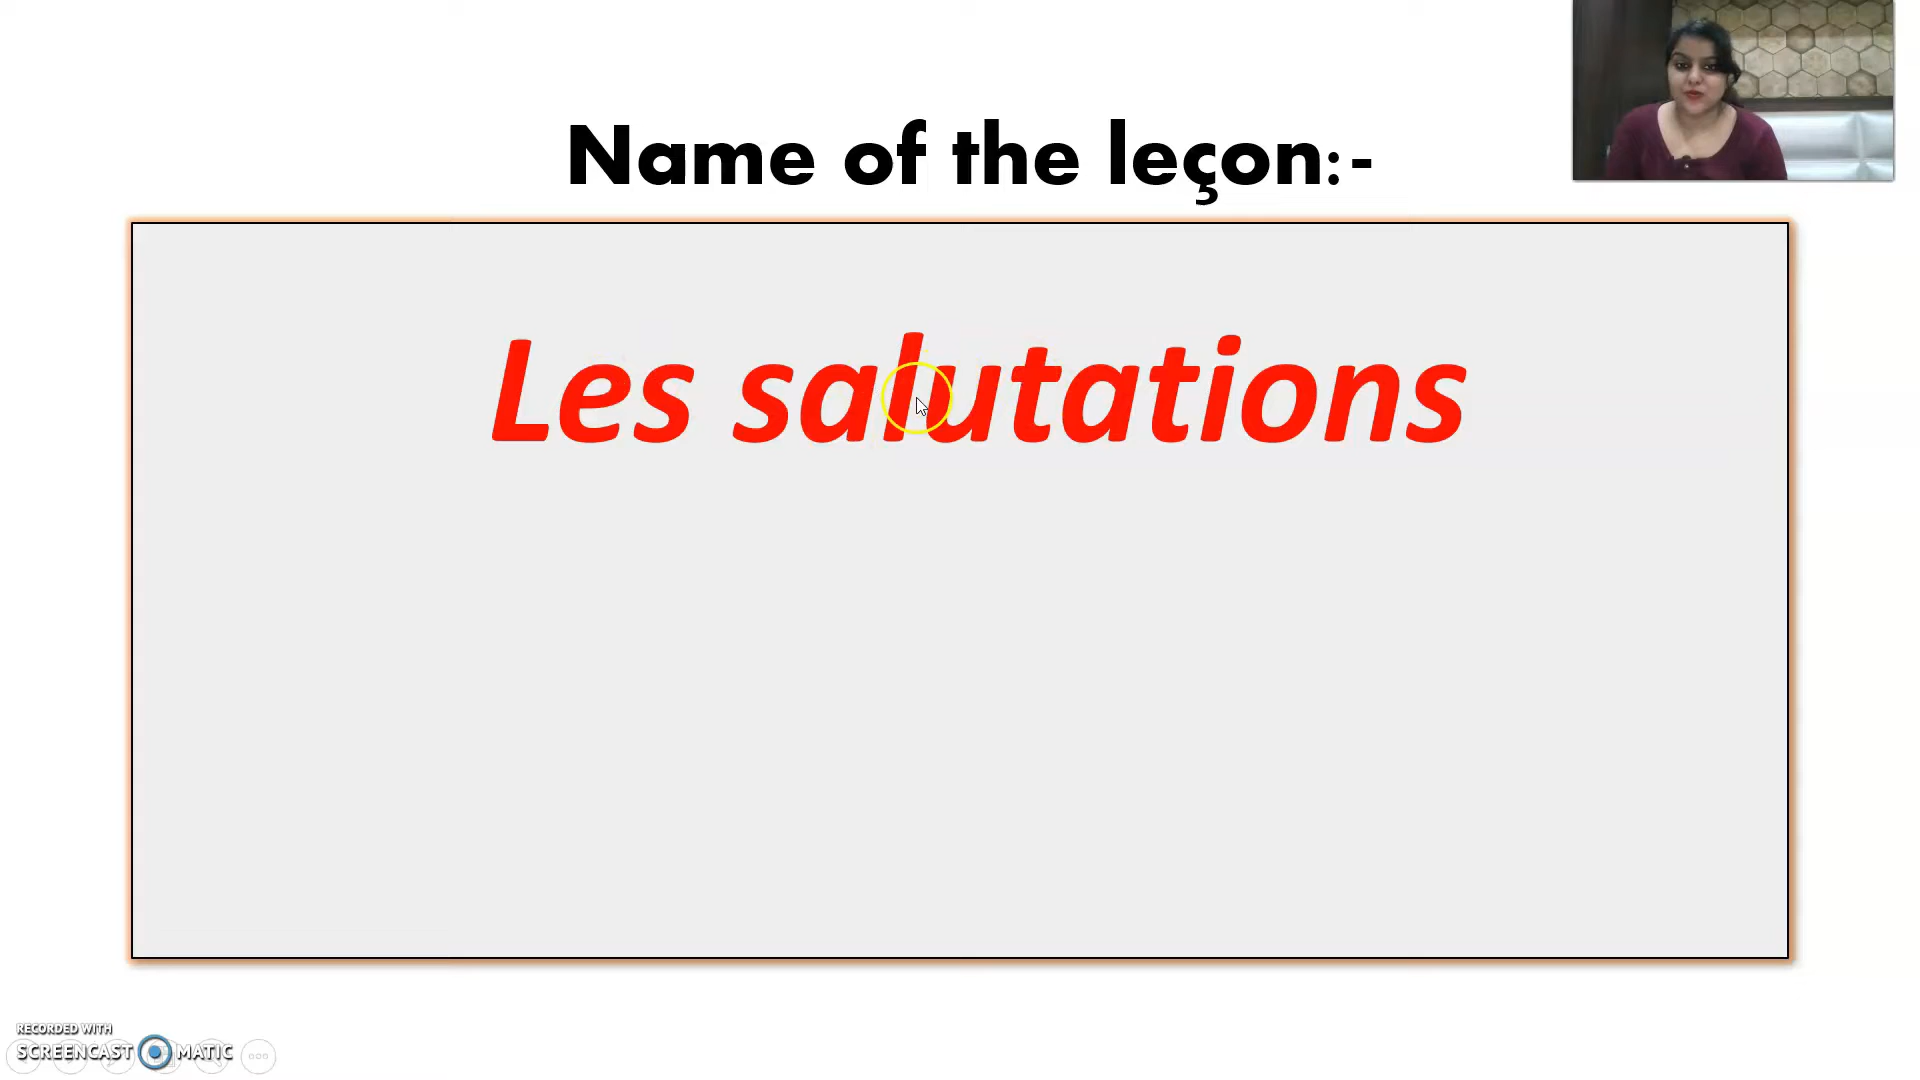 Name of the leçon:-
Les salutations
RECORDED WITH
SCREENCAST MATIC